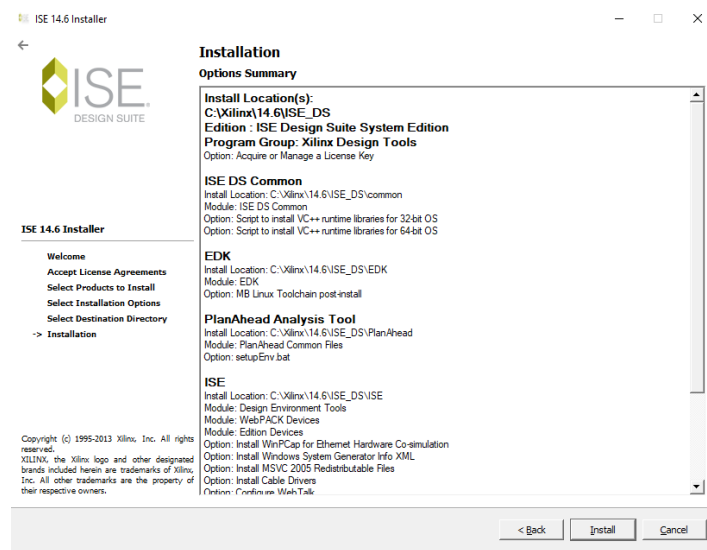 ISE 14.6 Installer
ISE
DESIGN SUITE
ISE 14.6 Installer
Welcome
Accept License Agreements
Select Products to Install
Select Installation Options
Select Destination Directory
-> Installation
Copyright (c) 1995-2013 Xilinx, Inc. All rights
reserved.
XILINX, the Xilinx logo and other designated
brands included herein are trademarks of Xilinx,
Inc. All other trademarks are the property of
their respective owners.
Installation
Options Summary
Install Location(s):
C:\Xilinx\14.6\ISE_DS
Edition : ISE Design Suite System Edition
Program Group: Xilinx Design Tools
Option: Acquire or Manage a License Key
ISE DS Common
Install Location: C:\Xilinx\14.6\ISE_DS\common
Module: ISE DS Common
Option: Script to install VC++ runtime libraries for 32-bit OS
Option: Script to install VC++ runtime libraries for 64-bit OS
EDK
Install Location: C:\Xilinx\14.6\ISE_DS\EDK
Module: EDK
Option: MB Linux Toolchain post-install
PlanAhead Analysis Tool
Install Location: C:\Xilinx\14.6\ISE_DS\PlanAhead
Module: PlanAhead Common Files
Option: setupEnv.bat
ISE
Install Location: C:\Xilinx\14.6\ISE_DS\ISE
Module: Design Environment Tools
Module: WebPACK Devices
Module: Edition Devices
Option: Install WinPCap for Ethernet Hardware Co-simulation
Option: Install Windows System Generator Info XML
Option: Install MSVC 2005 Redistributable Files
Option: Install Cable Drivers
Option: Configure WebTalk
< Back
Install
Cancel